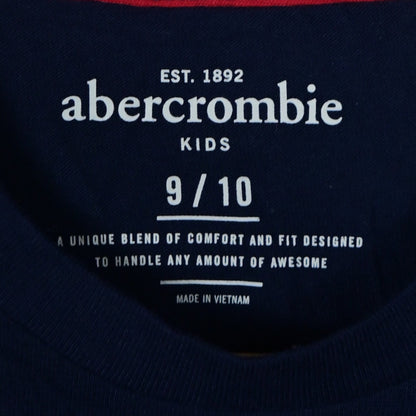 EST. 1892
abercrombie
KIDS
9 / 10
A UNIQUE BLEND OF COMFORT AND FIT DESIGNED
TO HANDLE ANY AMOUNT OF AWESOME
MADE IN VIETNAM